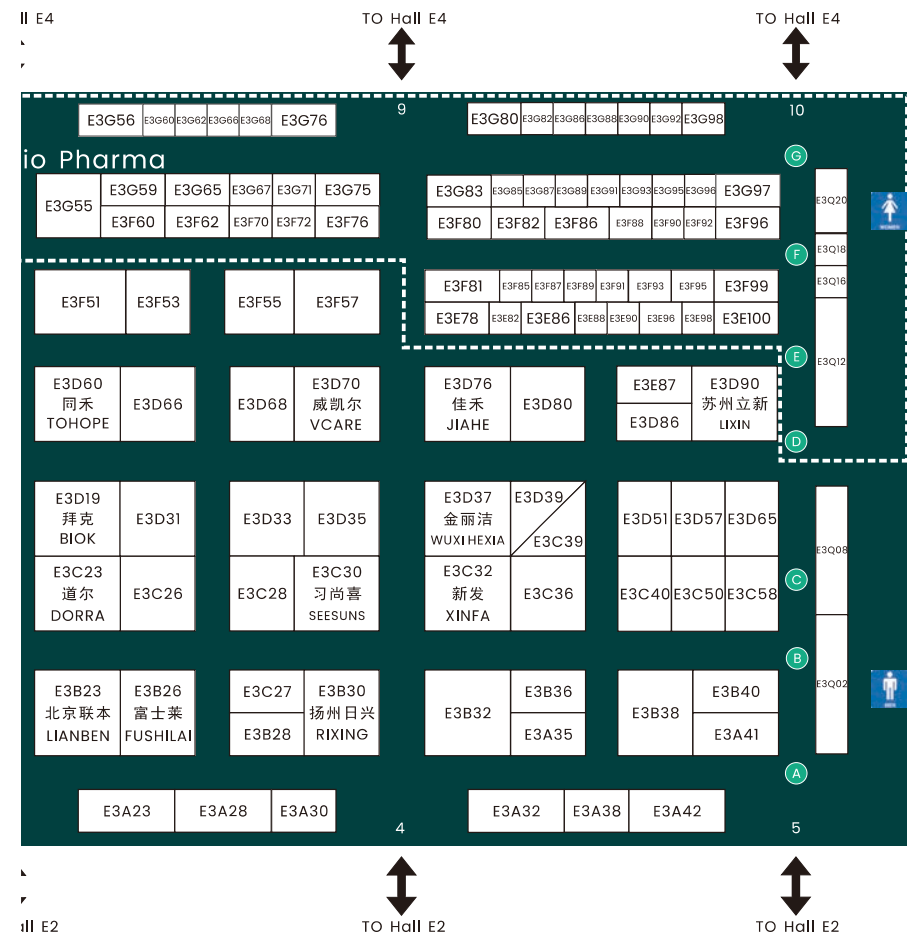 ll E4
TO Hall E4
TO Hall E4
9
10
E3G56
E3G60
E3G62
E3G66
E3G68
E3G76
E3G80
E3G82
E3G86
E3G88
E3G90
E3G92
E3G98
G
io Pharma
E3G55
E3G59
E3G65
E3G67
E3G71
E3G75
E3F60
E3F62
E3F70
E3F72
E3F76
E3G83
E3G85
E3G87
E3G89
E3G91
E3G93
E3G95
E3G96
E3G97
E3F80
E3F82
E3F86
E3F88
E3F90
E3F92
E3F96
E3Q20
E3Q18
E3Q16
E3Q12
F
E3F51
E3F53
E3F55
E3F57
E3F81
E3F85
E3F87
E3F89
E3F91
E3F93
E3F95
E3F99
E3E78
E3E82
E3E86
E3E88
E3E90
E3E96
E3E98
E3E100
E
E3D60
同禾
TOHOPE
E3D66
E3D68
E3D70
威凯尔
VCARE
E3D76
佳禾
JIAHE
E3D80
E3E87
E3D86
E3D90
苏州立新
LIXIN
D
E3D19
拜克
BIOK
E3D31
E3D33
E3D35
E3D37
金丽洁
WUXI HEXIA
E3D39
E3C39
E3D51
E3D57
E3D65
E3Q08
C
E3C23
道尔
DORRA
E3C26
E3C28
E3C30
习尚喜
SEESUNS
E3C32
新发
XINFA
E3C36
E3C40
E3C50
E3C58
B
E3Q02
E3B23
北京联本
LIANBEN
E3B26
富士莱
FUSHILAI
E3C27
E3B28
E3B30
扬州日兴
RIXING
E3B32
E3B36
E3A35
E3B38
E3B40
E3A41
A
E3A23
E3A28
E3A30
E3A32
E3A38
E3A42
4
5
ll E2
TO Hall E2
TO Hall E2